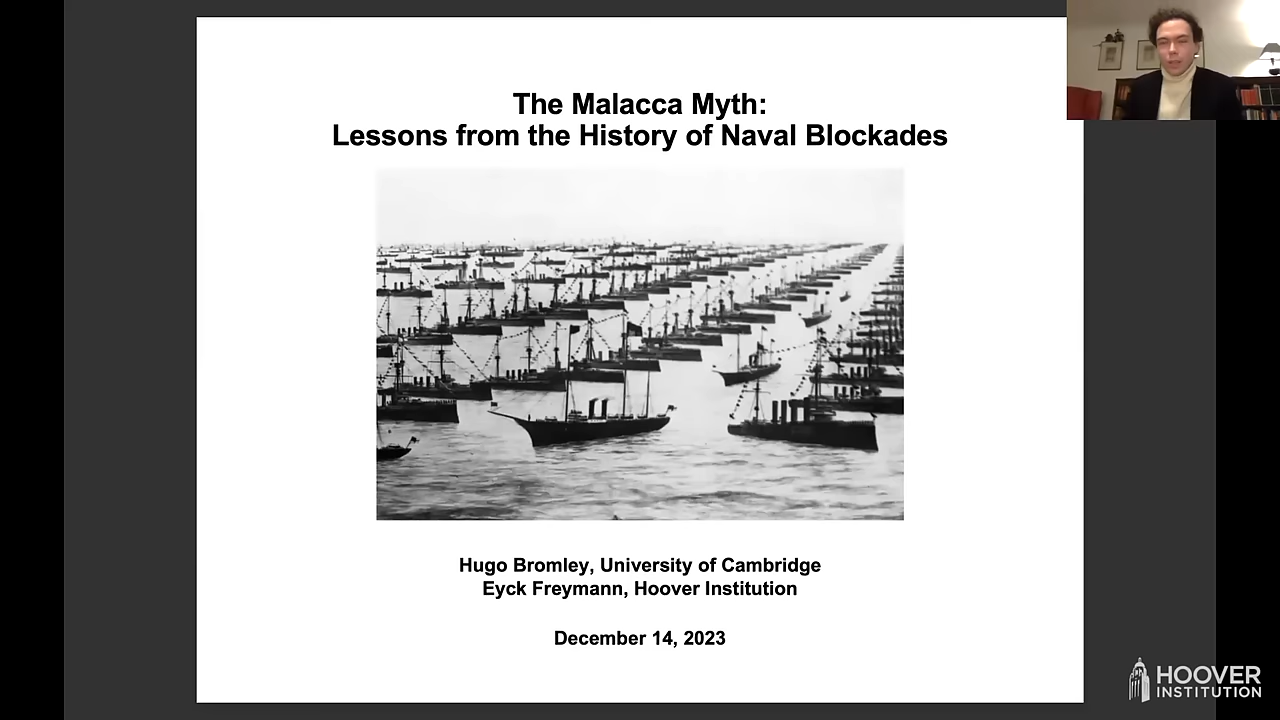 The Malacca Myth:
Lessons from the History of Naval Blockades
Hugo Bromley, University of Cambridge
Eyck Freymann, Hoover Institution
December 14, 2023
HOOVER
INSTITUTION